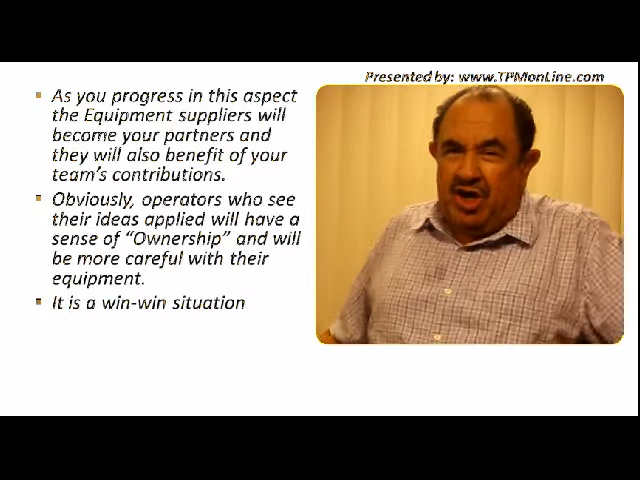 Presented by: www.TPMonLine.com
As you progress in this aspect
the Equipment suppliers will
become your partners and
they will also benefit of your
team's contributions.
Obviously, operators who see
their ideas applied will have a
sense of “Ownership” and will
be more careful with their
equipment.
It is a win-win situation